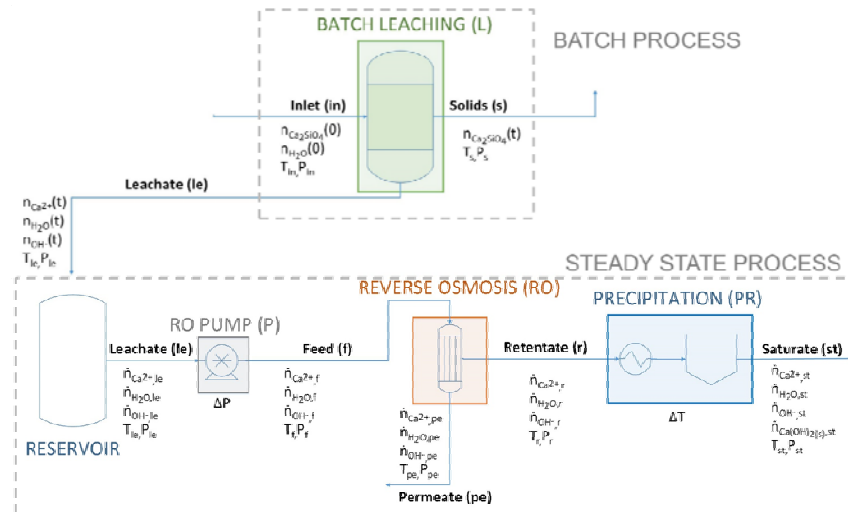 BATCH LEACHING (L)
BATCH PROCESS
Inlet (in)
n_Ca₂SiO₄(0)
n_H₂O(0)
T_in,P_in
Solids (s)
n_Ca₂SiO₄(t)
T_s,P_s
Leachate (le)
n_Ca²⁺(t)
n_H₂O(t)
n_OH⁻(t)
T_le,P_le
STEADY STATE PROCESS
REVERSE OSMOSIS (RO)
PRECIPITATION (PR)
RO PUMP (P)
Leachate (le)
ṅ_Ca²⁺,le
ṅ_H₂O,le
ṅ_OH⁻,le
T_le,P_le
ΔP
Feed (f)
ṅ_Ca²⁺,f
ṅ_H₂O,f
ṅ_OH⁻,f
T_f,P_f
Retentate (r)
ṅ_Ca²⁺,r
ṅ_H₂O,r
ṅ_OH⁻,r
T_r,P_r
ΔT
Saturate (st)
ṅ_Ca²⁺,st
ṅ_H₂O,st
ṅ_OH⁻,st
ṅ_Ca(OH)₂(s),st
T_st,P_st
ṅ_Ca²⁺,pe
ṅ_H₂O,pe
ṅ_OH⁻,pe
T_pe,P_pe
Permeate (pe)
RESERVOIR